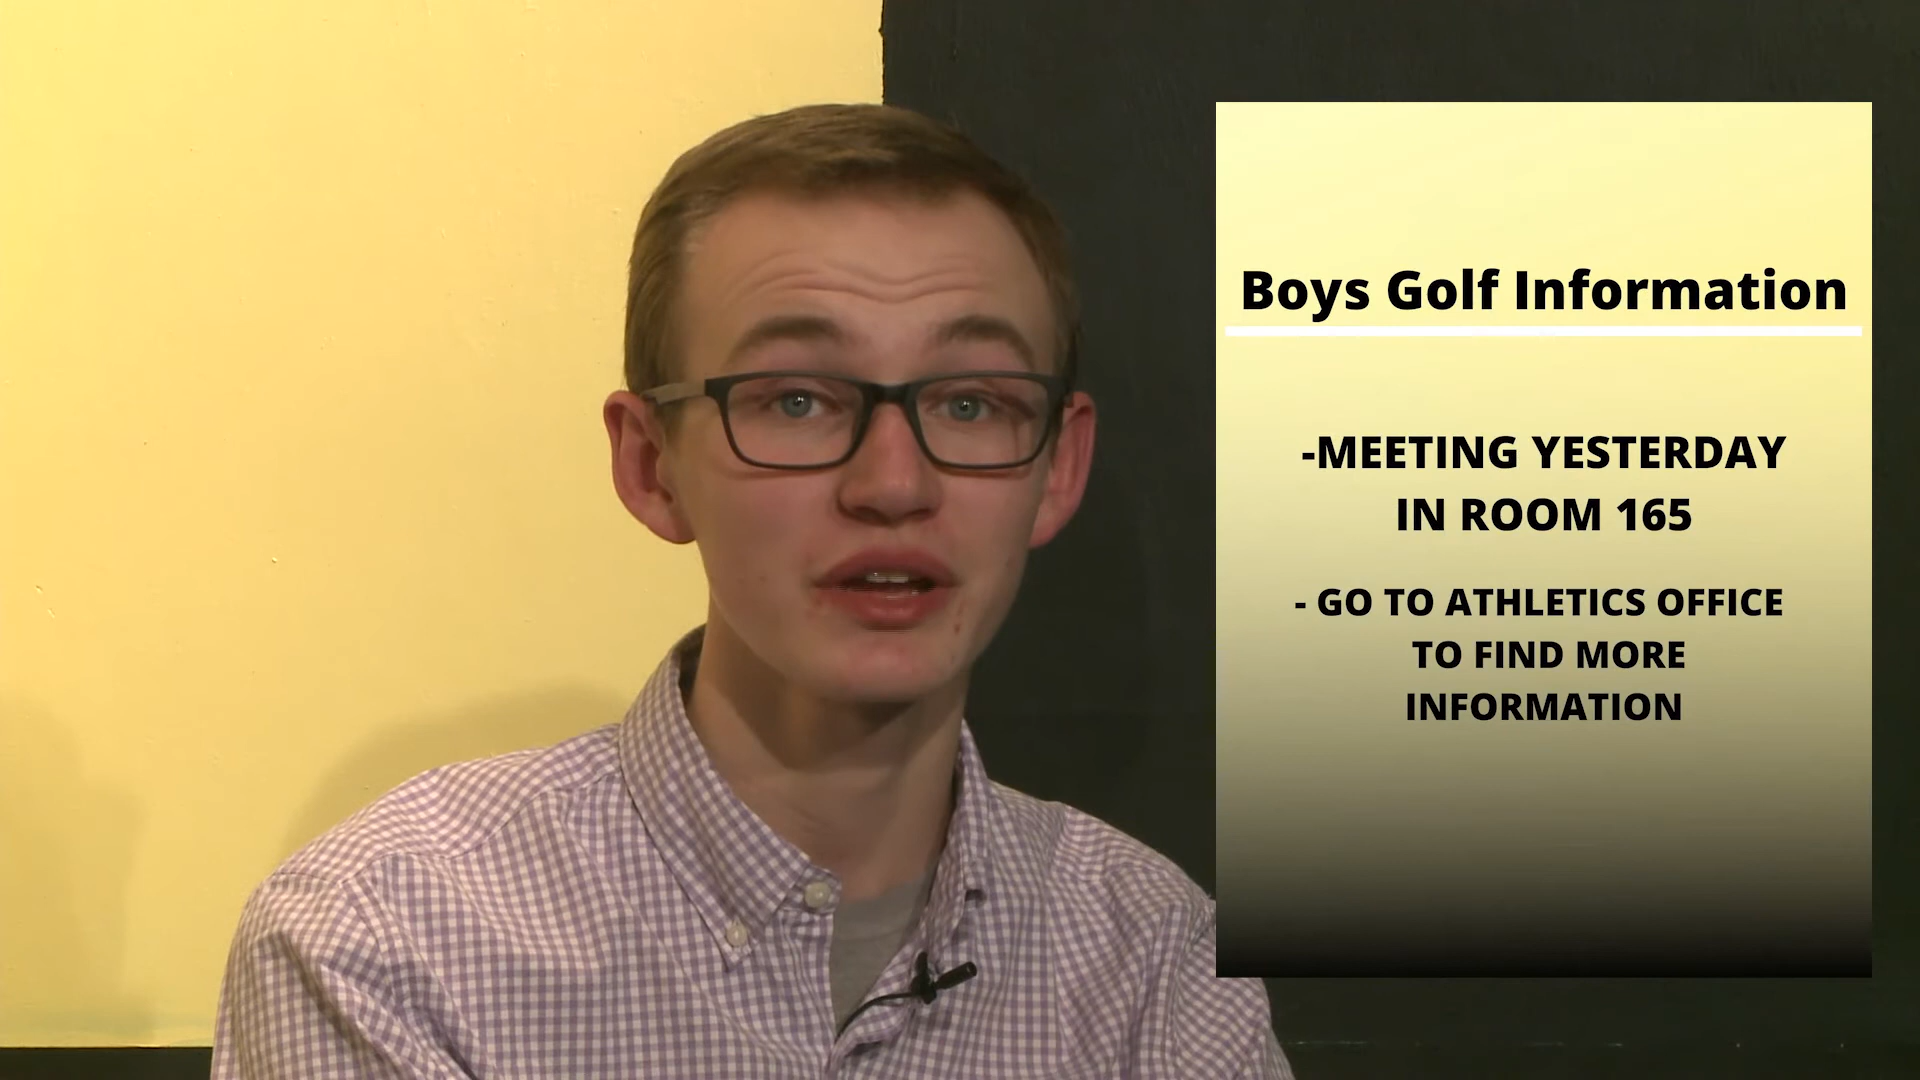 Boys Golf Information
-MEETING YESTERDAY
IN ROOM 165
- GO TO ATHLETICS OFFICE
TO FIND MORE
INFORMATION